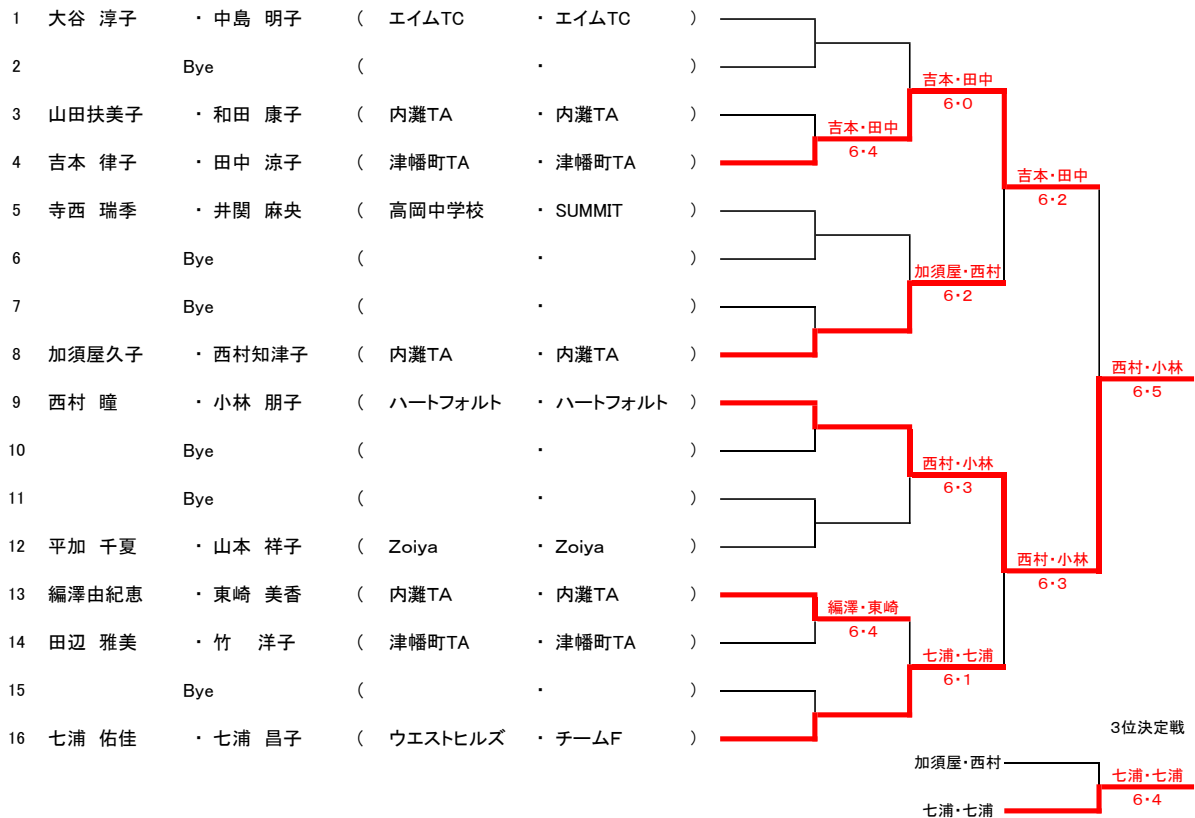 1 大谷 淳子 ・ 中島 明子 ( エイムTC ・ エイムTC )
2 Bye ( ・ )
吉本・田中
6・0
3 山田扶美子 ・ 和田 康子 ( 内灘TA ・ 内灘TA )
吉本・田中
6・4
4 吉本 律子 ・ 田中 涼子 ( 津幡町TA ・ 津幡町TA )
吉本・田中
6・2
5 寺西 瑞季 ・ 井関 麻央 ( 高岡中学校 ・ SUMMIT )
6 Bye ( ・ )
加須屋・西村
6・2
7 Bye ( ・ )
8 加須屋久子 ・ 西村知津子 ( 内灘TA ・ 内灘TA )
西村・小林
6・5
9 西村 瞳 ・ 小林 朋子 ( ハートフォルト ・ ハートフォルト )
10 Bye ( ・ )
西村・小林
6・3
11 Bye ( ・ )
12 平加 千夏 ・ 山本 祥子 ( Zoiya ・ Zoiya )
西村・小林
6・3
13 編澤由紀恵 ・ 東崎 美香 ( 内灘TA ・ 内灘TA )
編澤・東崎
6・4
14 田辺 雅美 ・ 竹 洋子 ( 津幡町TA ・ 津幡町TA )
七浦・七浦
6・1
15 Bye ( ・ )
16 七浦 佑佳 ・ 七浦 昌子 ( ウエストヒルズ ・ チームF )
3位決定戦
加須屋・西村
七浦・七浦
6・4
七浦・七浦